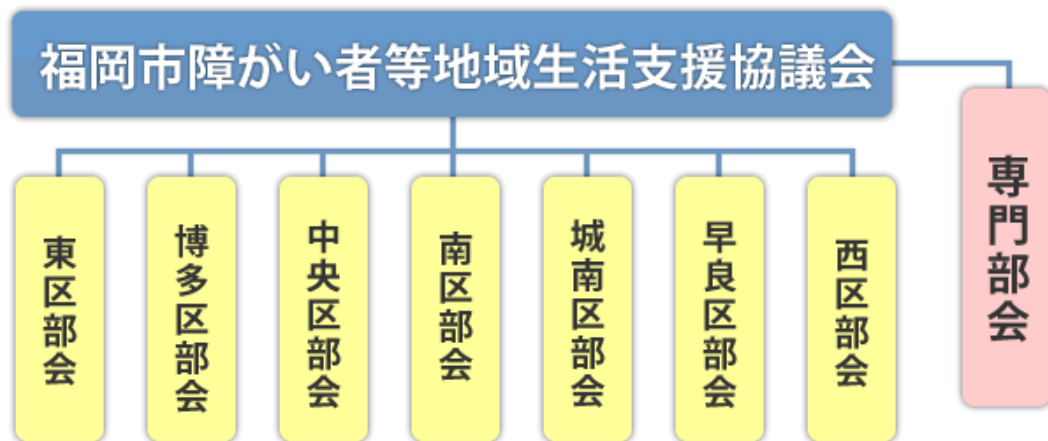 福岡市障がい者等地域生活支援協議会
専門部会
東区部会
博多区部会
中央区部会
南区部会
城南区部会
早良区部会
西区部会